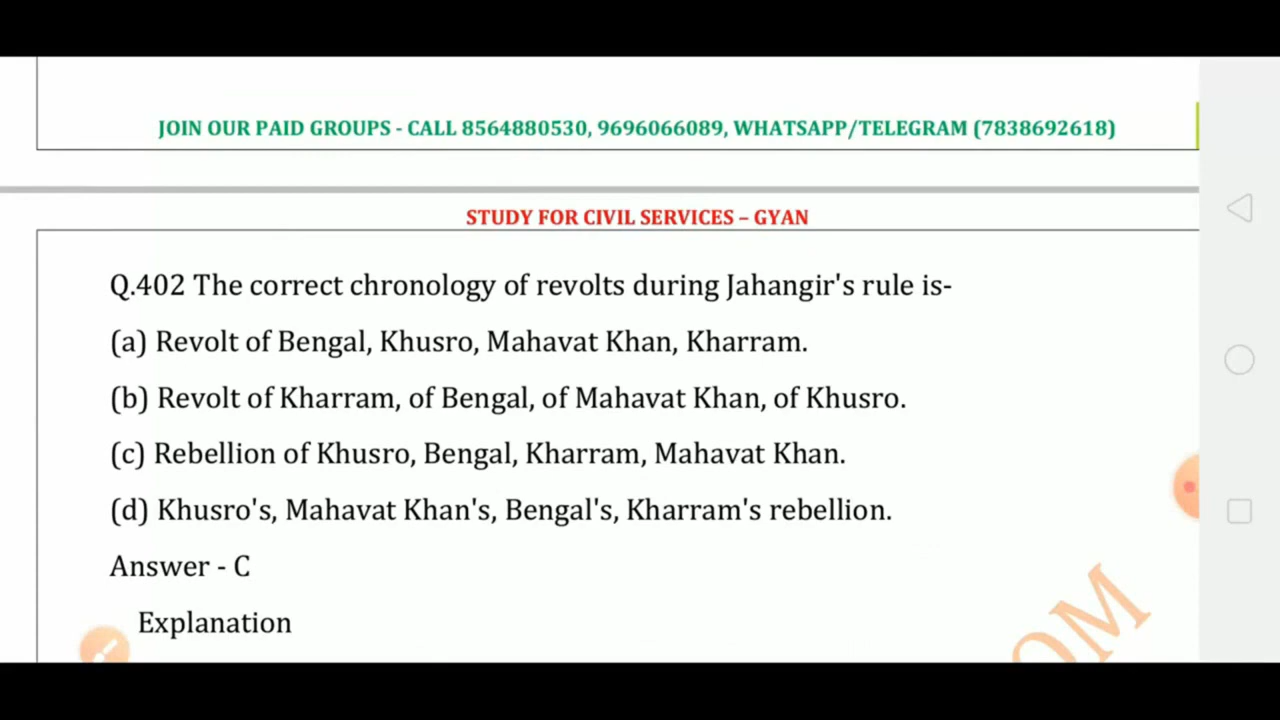 JOIN OUR PAID GROUPS - CALL 8564880530, 9696066089, WHATSAPP/TELEGRAM (7838692618)
STUDY FOR CIVIL SERVICES – GYAN
Q.402 The correct chronology of revolts during Jahangir's rule is-
(a) Revolt of Bengal, Khusro, Mahavat Khan, Kharram.
(b) Revolt of Kharram, of Bengal, of Mahavat Khan, of Khusro.
(c) Rebellion of Khusro, Bengal, Kharram, Mahavat Khan.
(d) Khusro's, Mahavat Khan's, Bengal's, Kharram's rebellion.
Answer - C
Explanation
OM